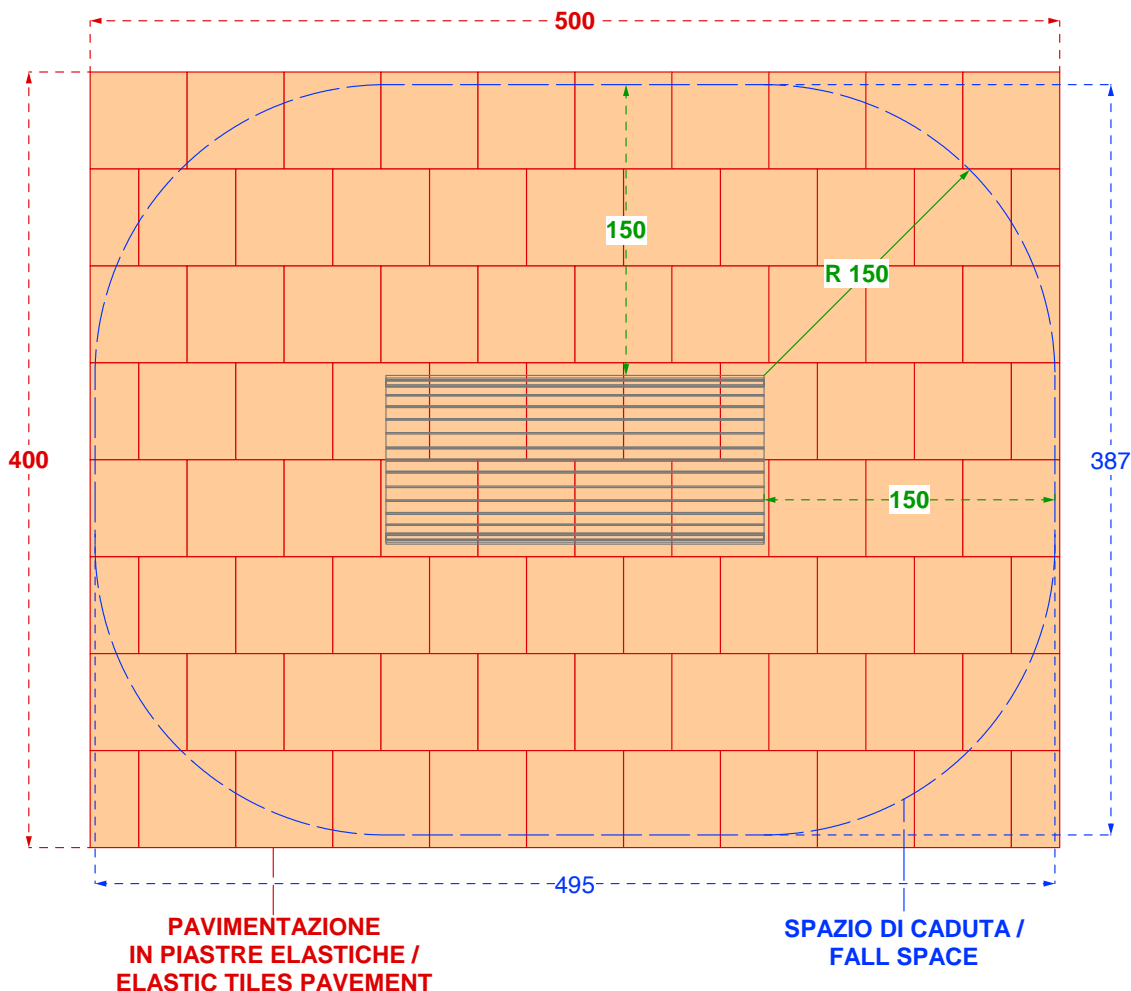 500
150
R 150
400
387
150
495
PAVIMENTAZIONE
IN PIASTRE ELASTICHE /
ELASTIC TILES PAVEMENT
SPAZIO DI CADUTA /
FALL SPACE